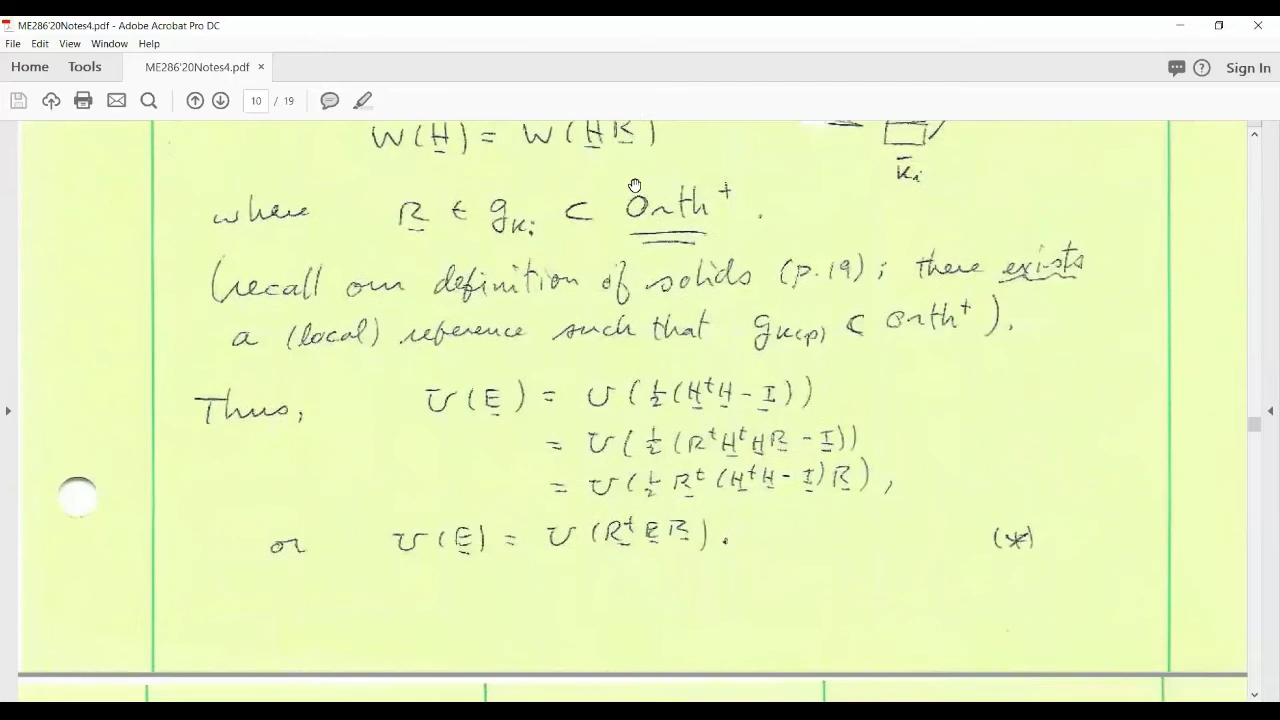 ME286'20Notes4.pdf - Adobe Acrobat Pro DC
File Edit View Window Help
Home Tools ME286'20Notes4.pdf × Sign In
10 / 19
W(H) = W(HR)
κ̄ᵢ
where R ∈ g_κᵢ ⊂ Orth⁺.
(recall our definition of solids (p.19); there exists
a (local) reference such that g_κ(p) ⊂ Orth⁺).
Thus, U(E) = U(½(HᵗH - I))
= U(½(RᵗHᵗHR - I))
= U(½Rᵗ(HᵗH - I)R),
or U(E) = U(RᵗER). (*)